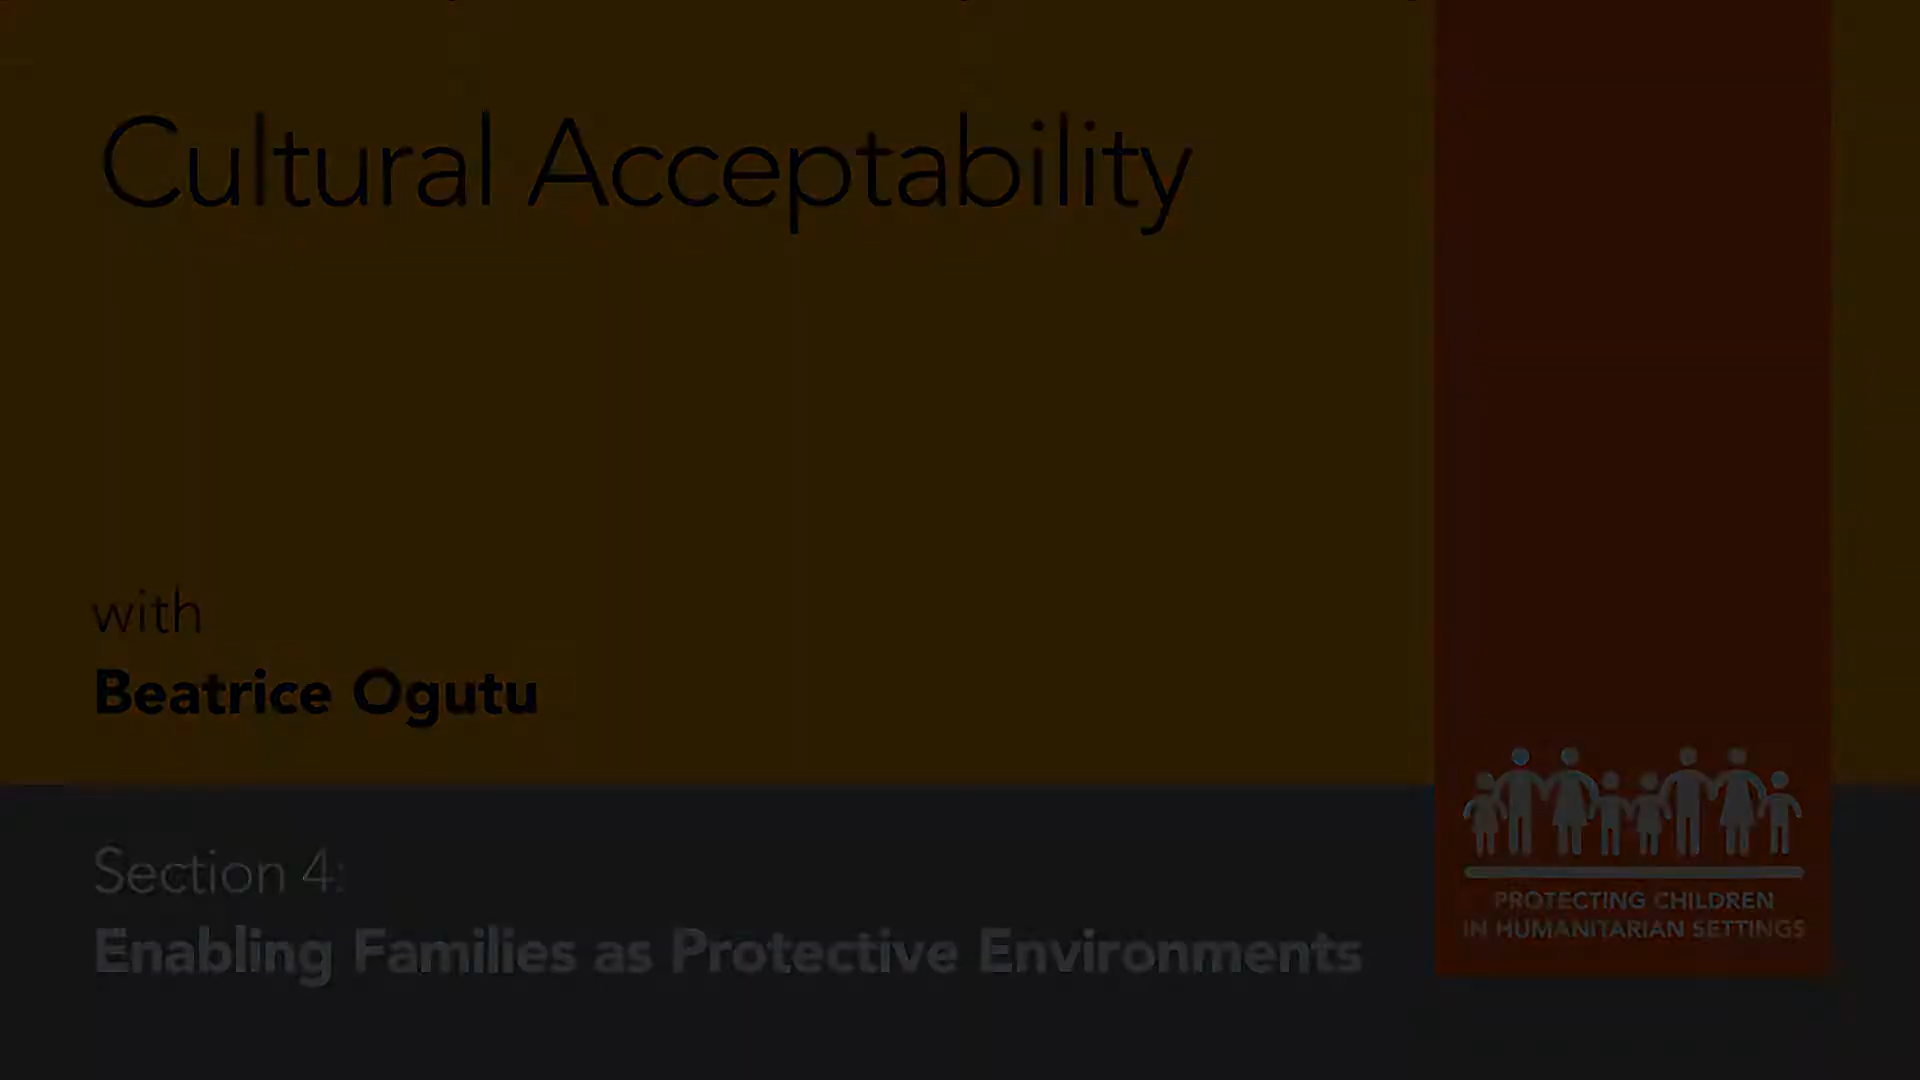 Cultural Acceptability
with
Beatrice Ogutu
Section 4:
Enabling Families as Protective Environments
PROTECTING CHILDREN
IN HUMANITARIAN SETTINGS